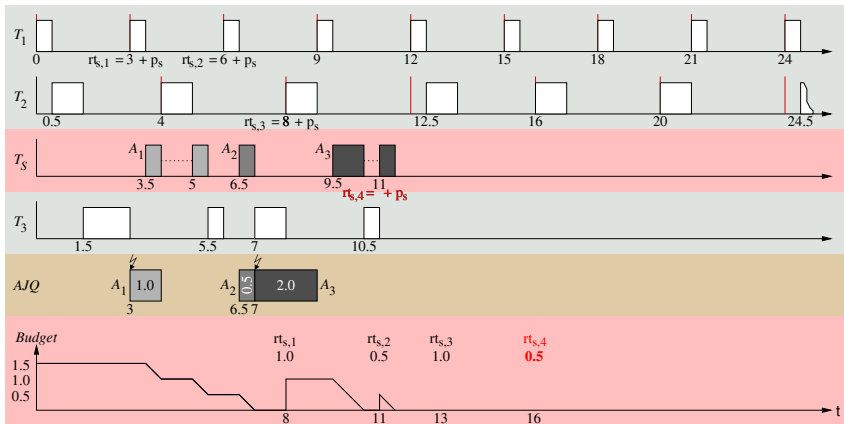 T1
0 rts,1 = 3 + ps rts,2 = 6 + ps 9 12 15 18 21 24
T2
0.5 4 rts,3 = 8 + ps 12.5 16 20 24.5
TS A1 A2 A3
3.5 5 6.5 9.5 11
rts,4 = + ps
T3
1.5 5.5 7 10.5
AJQ A1 1.0 A2 0.5 2.0 A3
3 6.5 7
Budget rts,1 rts,2 rts,3 rts,4
1.0 0.5 1.0 0.5
1.5
1.0
0.5
8 11 13 16 t